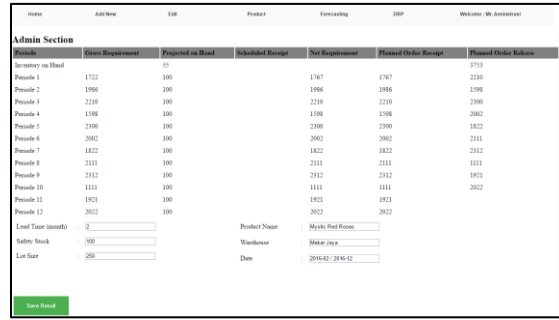 Home Add New Edit Product Forecasting DRP Welcome : Mr. Aministrasi
Admin Section
Periode Gross Requirement Projected on Hand Scheduled Receipt Net Requirement Planned Order Receipt Planned Order Release
Inventory on Hand 55 3753
Periode 1 1722 100 1767 1767 2210
Periode 2 1986 100 1986 1986 1598
Periode 3 2210 100 2210 2210 2300
Periode 4 1598 100 1598 1598 2002
Periode 5 2300 100 2300 2300 1822
Periode 6 2002 100 2002 2002 2111
Periode 7 1822 100 1822 1822 2312
Periode 8 2111 100 2111 2111 1111
Periode 9 2312 100 2312 2312 1921
Periode 10 1111 100 1111 1111 2022
Periode 11 1921 100 1921 1921
Periode 12 2022 100 2022 2022
Lead Time (month) : 2 Product Name : Mystic Red Roses
Safety Stock : 100 Warehouse : Mekar Jaya
Lot Size : 250 Date : 2016-02 / 2016-12
Save Result